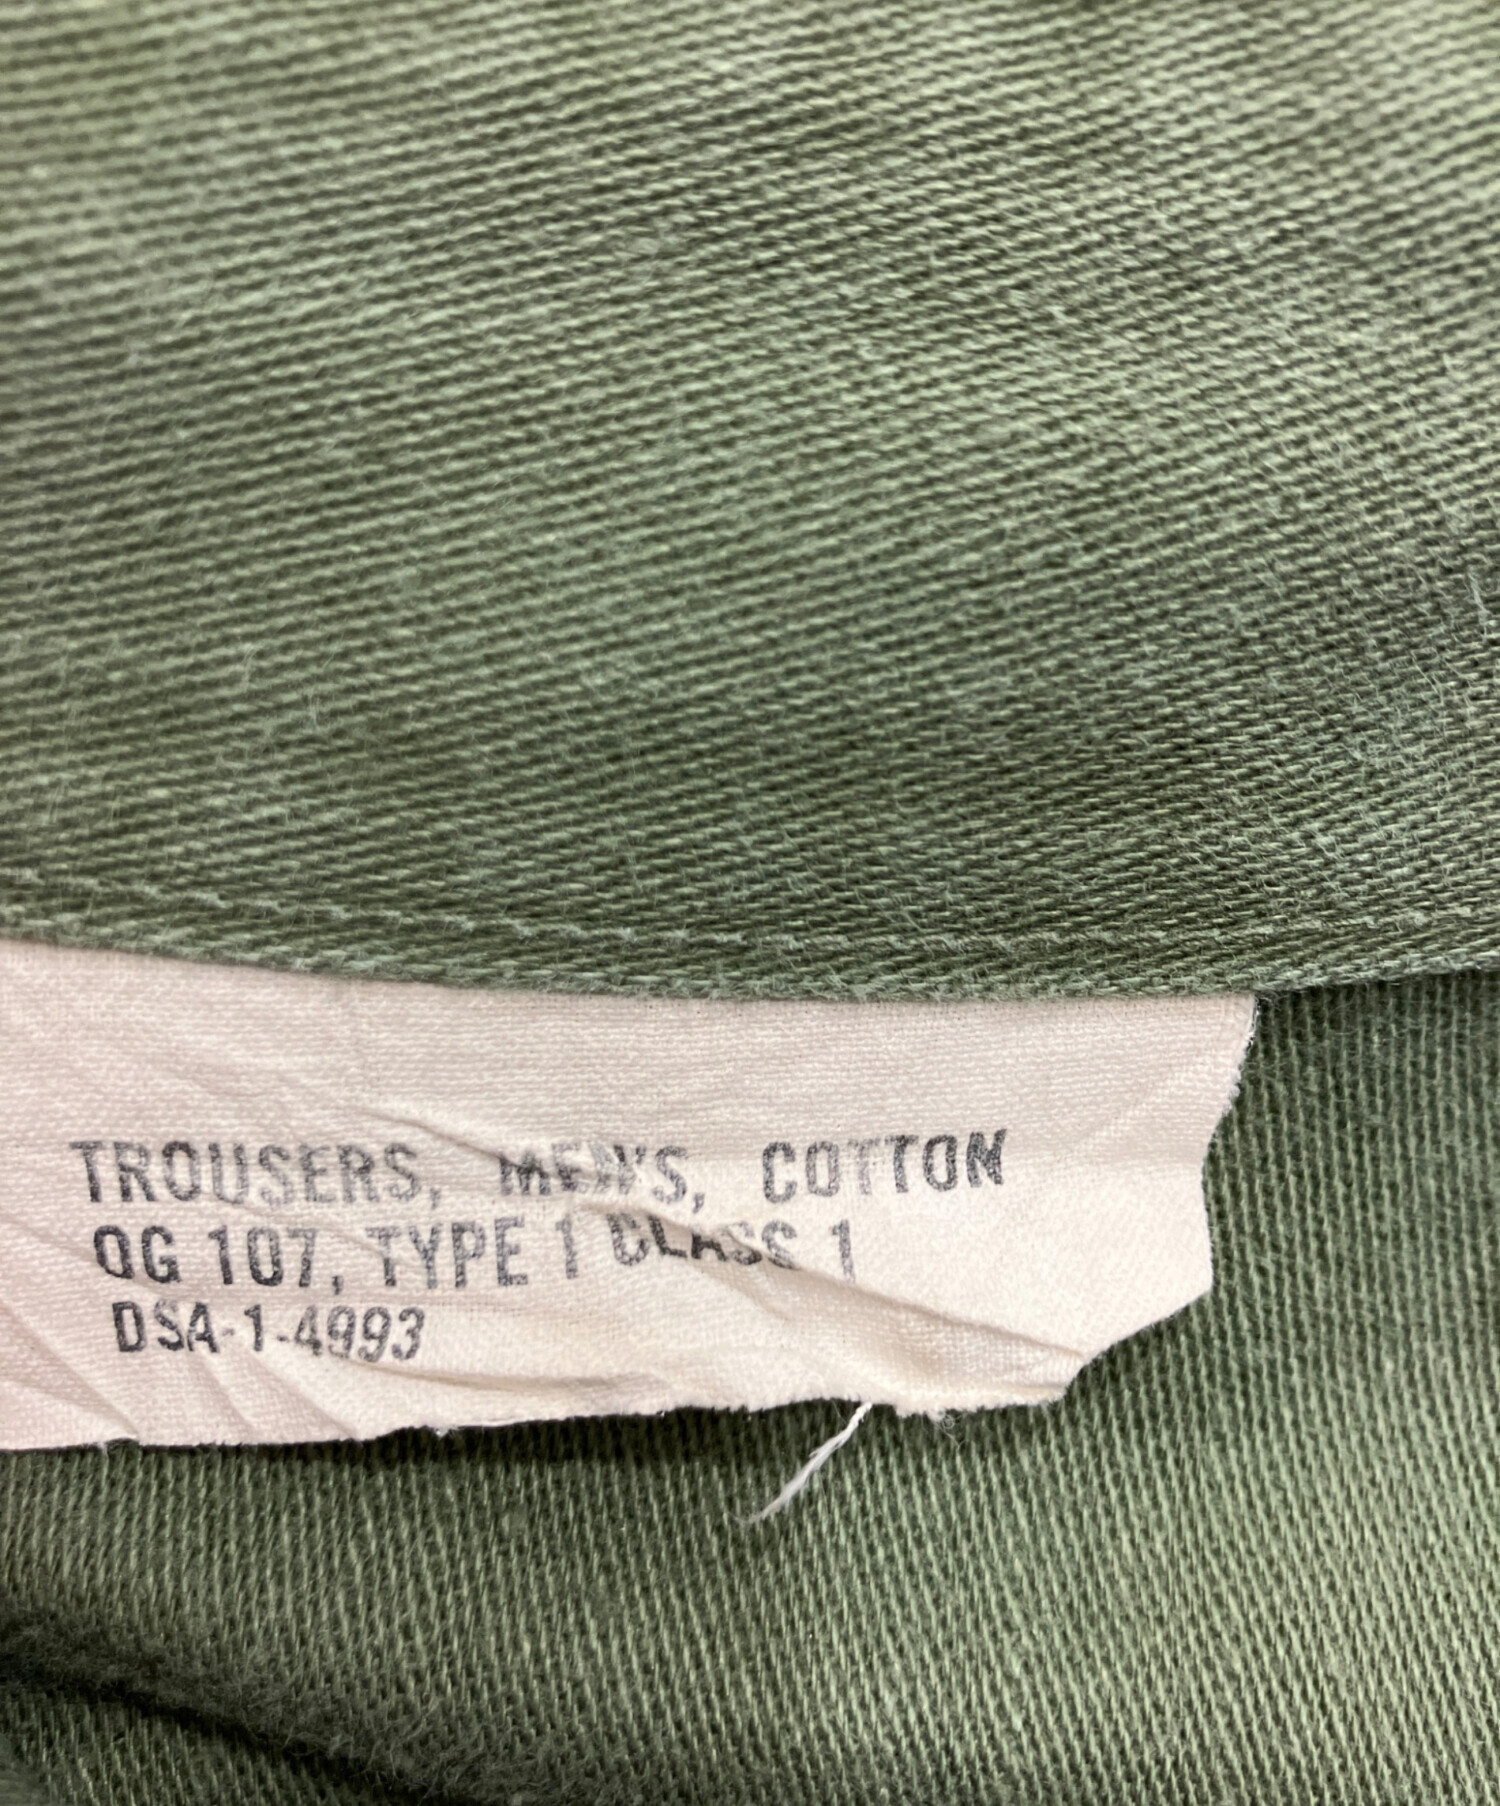 TROUSERS, MEN'S, COTTON
OG 107, TYPE 1 CLASS 1
DSA-1-4993